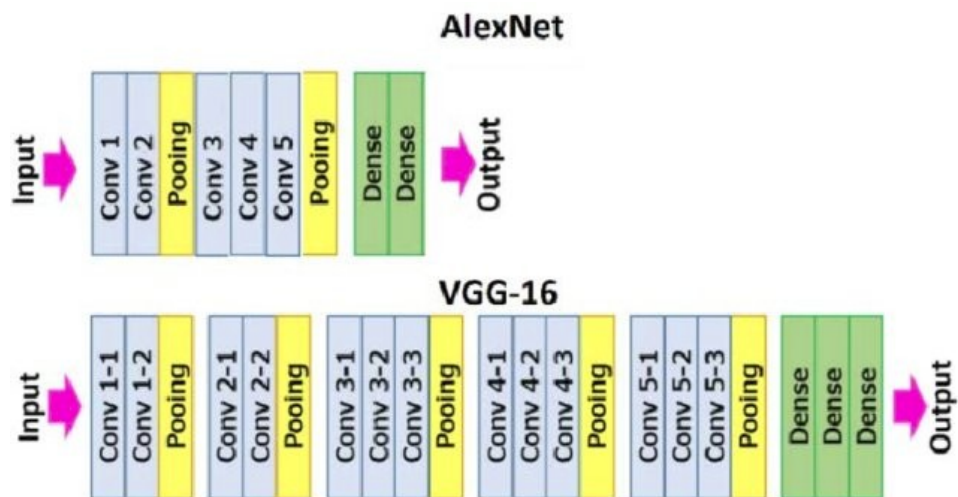 AlexNet
Input
Conv 1
Conv 2
Pooing
Conv 3
Conv 4
Conv 5
Pooing
Dense
Dense
Output
VGG-16
Input
Conv 1-1
Conv 1-2
Pooing
Conv 2-1
Conv 2-2
Pooing
Conv 3-1
Conv 3-2
Conv 3-3
Pooing
Conv 4-1
Conv 4-2
Conv 4-3
Pooing
Conv 5-1
Conv 5-2
Conv 5-3
Pooing
Dense
Dense
Dense
Output